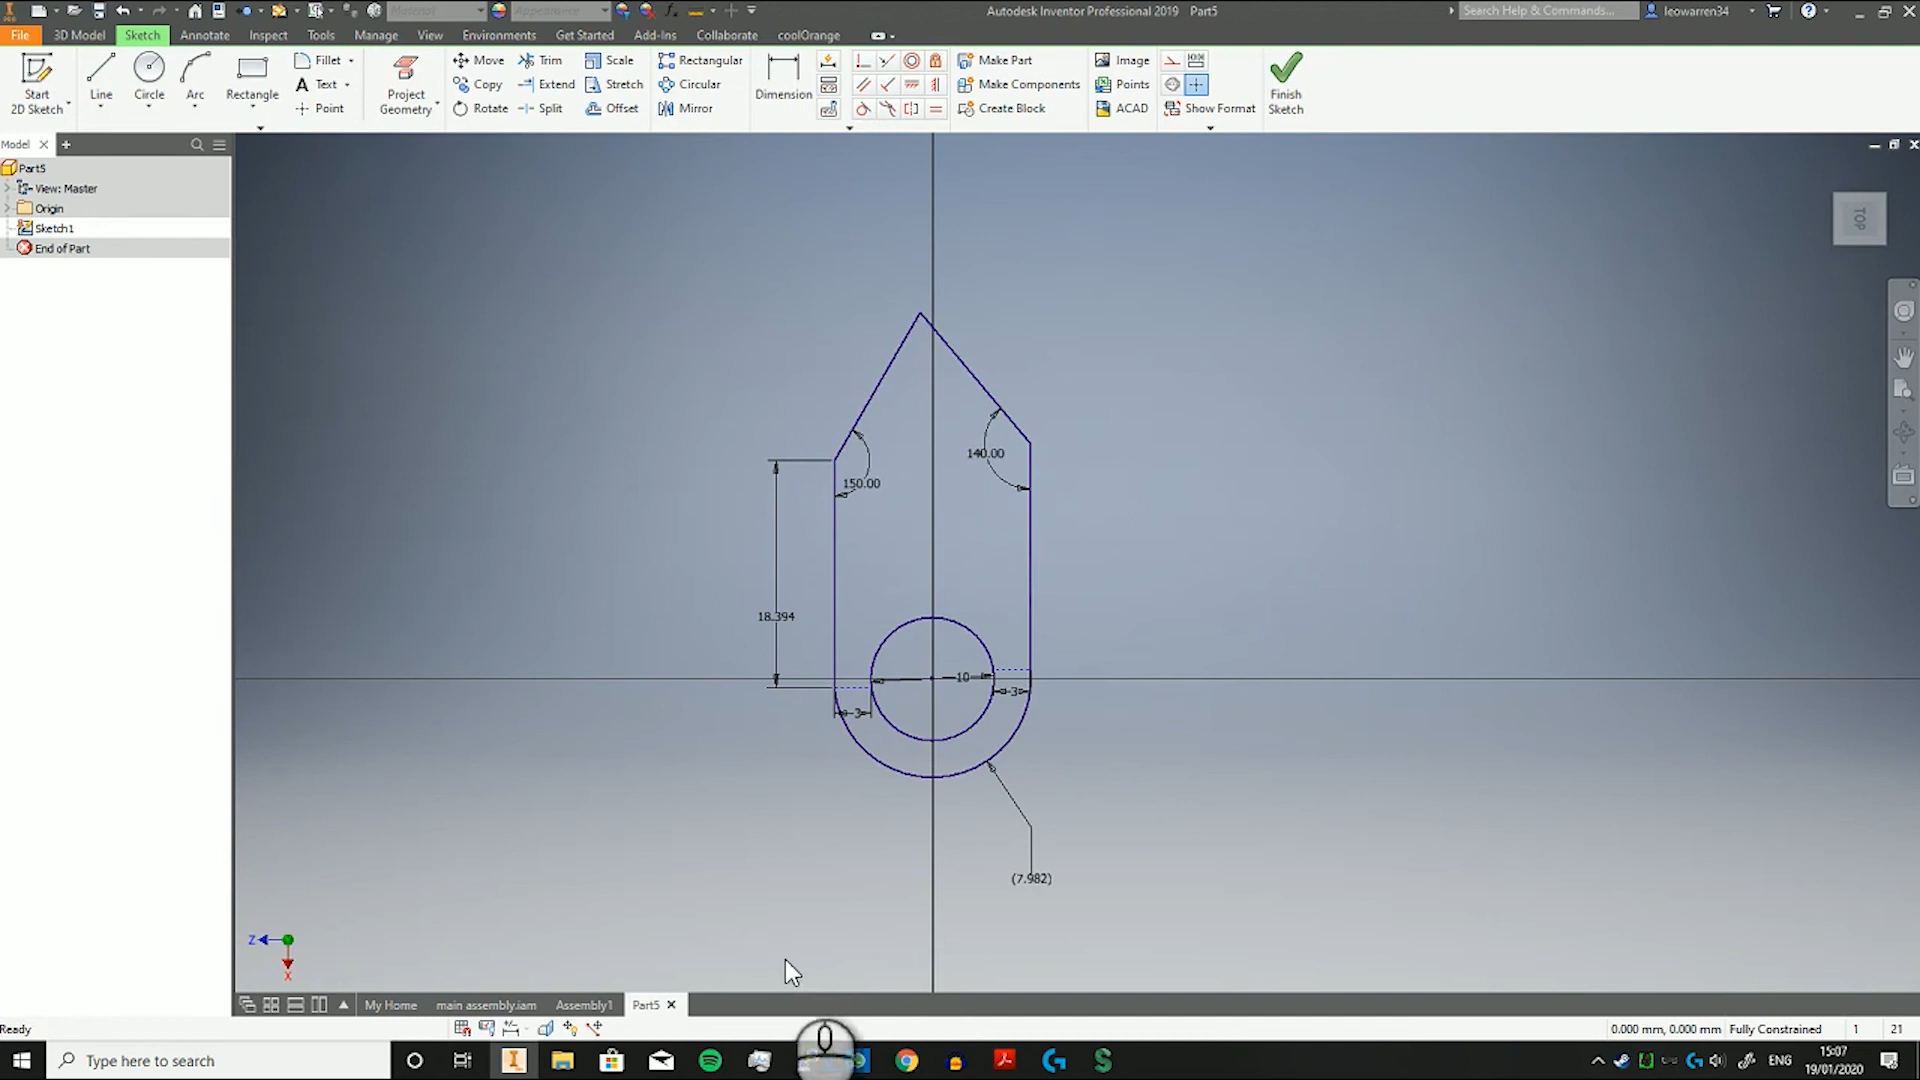 Material
Appearance
Autodesk Inventor Professional 2019 Part5
Search Help & Commands...
leowarren34
File
3D Model
Sketch
Annotate
Inspect
Tools
Manage
View
Environments
Get Started
Add-Ins
Collaborate
coolOrange
Start
2D Sketch
Line
Circle
Arc
Rectangle
Fillet
Text
Point
Project
Geometry
Move
Copy
Rotate
Trim
Extend
Split
Scale
Stretch
Offset
Rectangular
Circular
Mirror
Dimension
Make Part
Make Components
Create Block
Image
Points
ACAD
Show Format
Finish
Sketch
Model
Part5
View: Master
Origin
Sketch1
End of Part
TOP
150.00
140.00
18.394
10
3
3
(7.982)
Z
X
My Home
main assembly.iam
Assembly1
Part5
Ready
0.000 mm, 0.000 mm Fully Constrained 1 21
Type here to search
ENG
15:07
19/01/2020